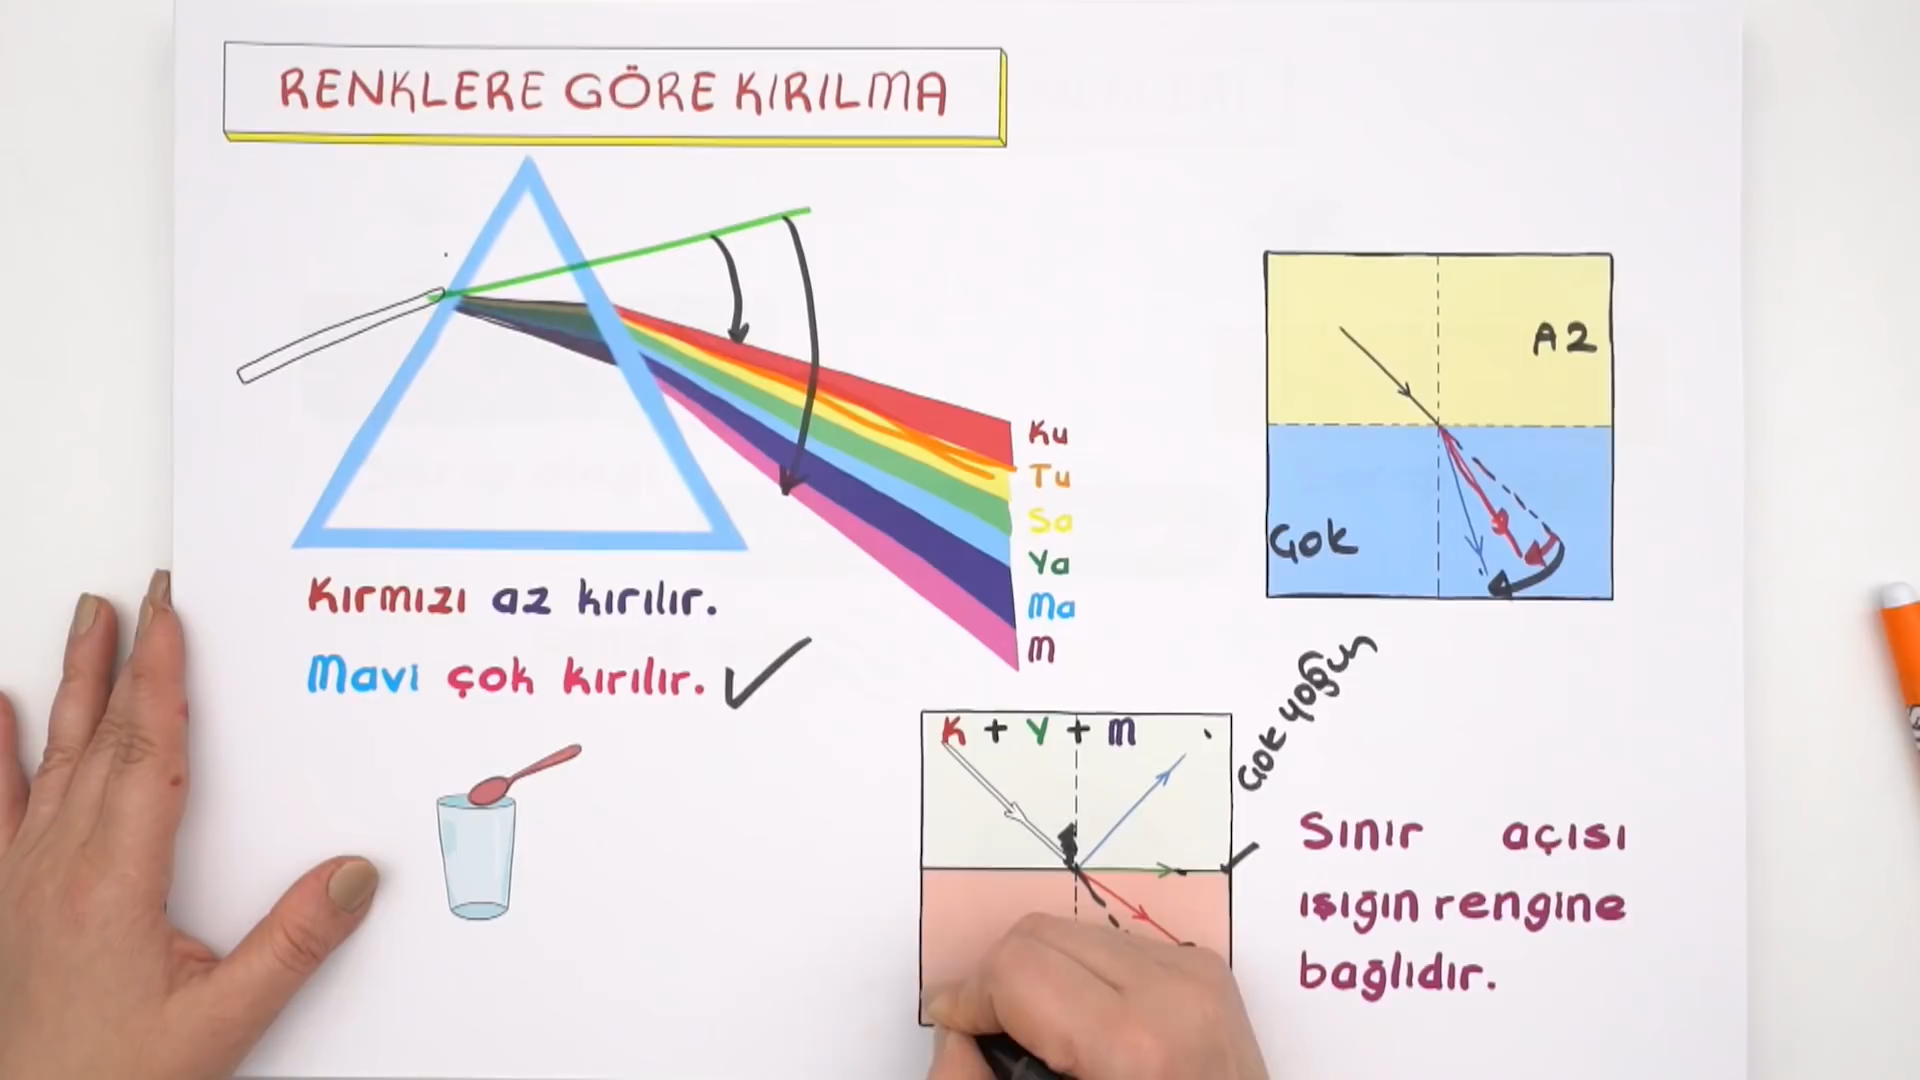 RENKLERE GÖRE KIRILMA
Ku
Tu
Sa
Ya
Ma
M
AZ
Çok
Kırmızı az kırılır.
Mavi çok kırılır.
K + Y + M
Çok yoğun
Sınır açısı
ışığın rengine
bağlıdır.